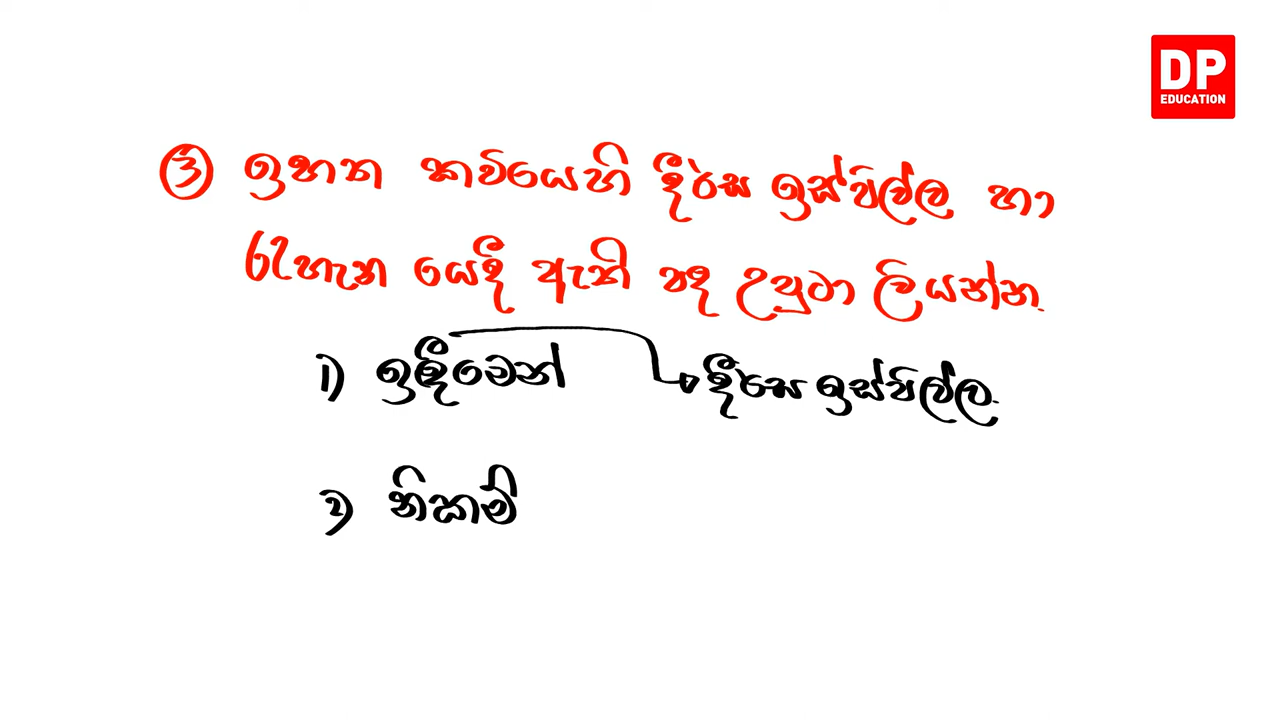 DP
EDUCATION
③ ඉහත කවියෙහි දීර්ඝ ඉස්පිල්ල හා
රැහැන යෙදී ඇති පද උපුටා ලියන්න.
1) ඉඳීමෙන් දීර්ඝ ඉස්පිල්ල.
2) නිකම්